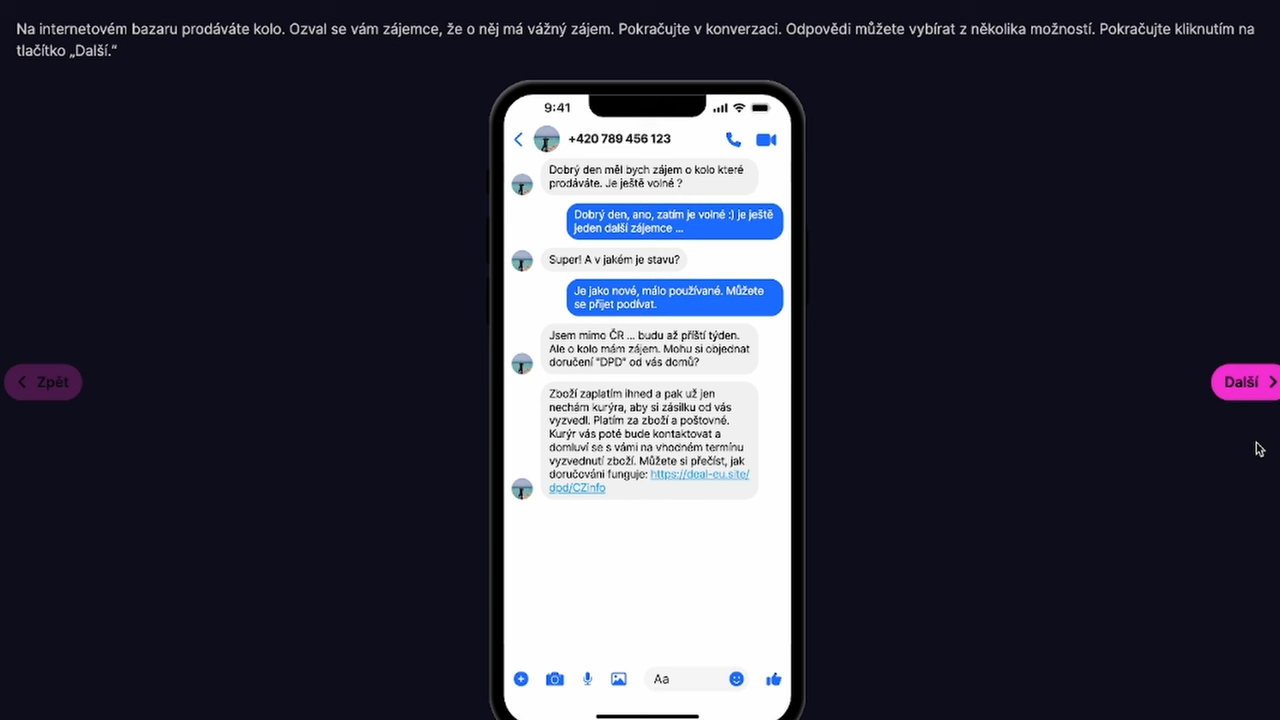 Na internetovém bazaru prodáváte kolo. Ozval se vám zájemce, že o něj má vážný zájem. Pokračujte v konverzaci. Odpovědi můžete vybírat z několika možností. Pokračujte kliknutím na
tlačítko „Další.“
9:41
+420 789 456 123
Dobrý den měl bych zájem o kolo které
prodáváte. Je ještě volné ?
Dobrý den, ano, zatím je volné :) je ještě
jeden další zájemce ...
Super! A v jakém je stavu?
Je jako nové, málo používané. Můžete
se přijet podívat.
Jsem mimo ČR ... budu až příští týden.
Ale o kolo mám zájem. Mohu si objednat
doručení "DPD" od vás domů?
Zboží zaplatím ihned a pak už jen
nechám kurýra, aby si zásilku od vás
vyzvedl. Platím za zboží a poštovné.
Kurýr vás poté bude kontaktovat a
domluví se s vámi na vhodném termínu
vyzvednutí zboží. Můžete si přečíst, jak
doručování funguje: https://deal-eu.site/
dpd/CZinfo
Zpět
Další
Aa